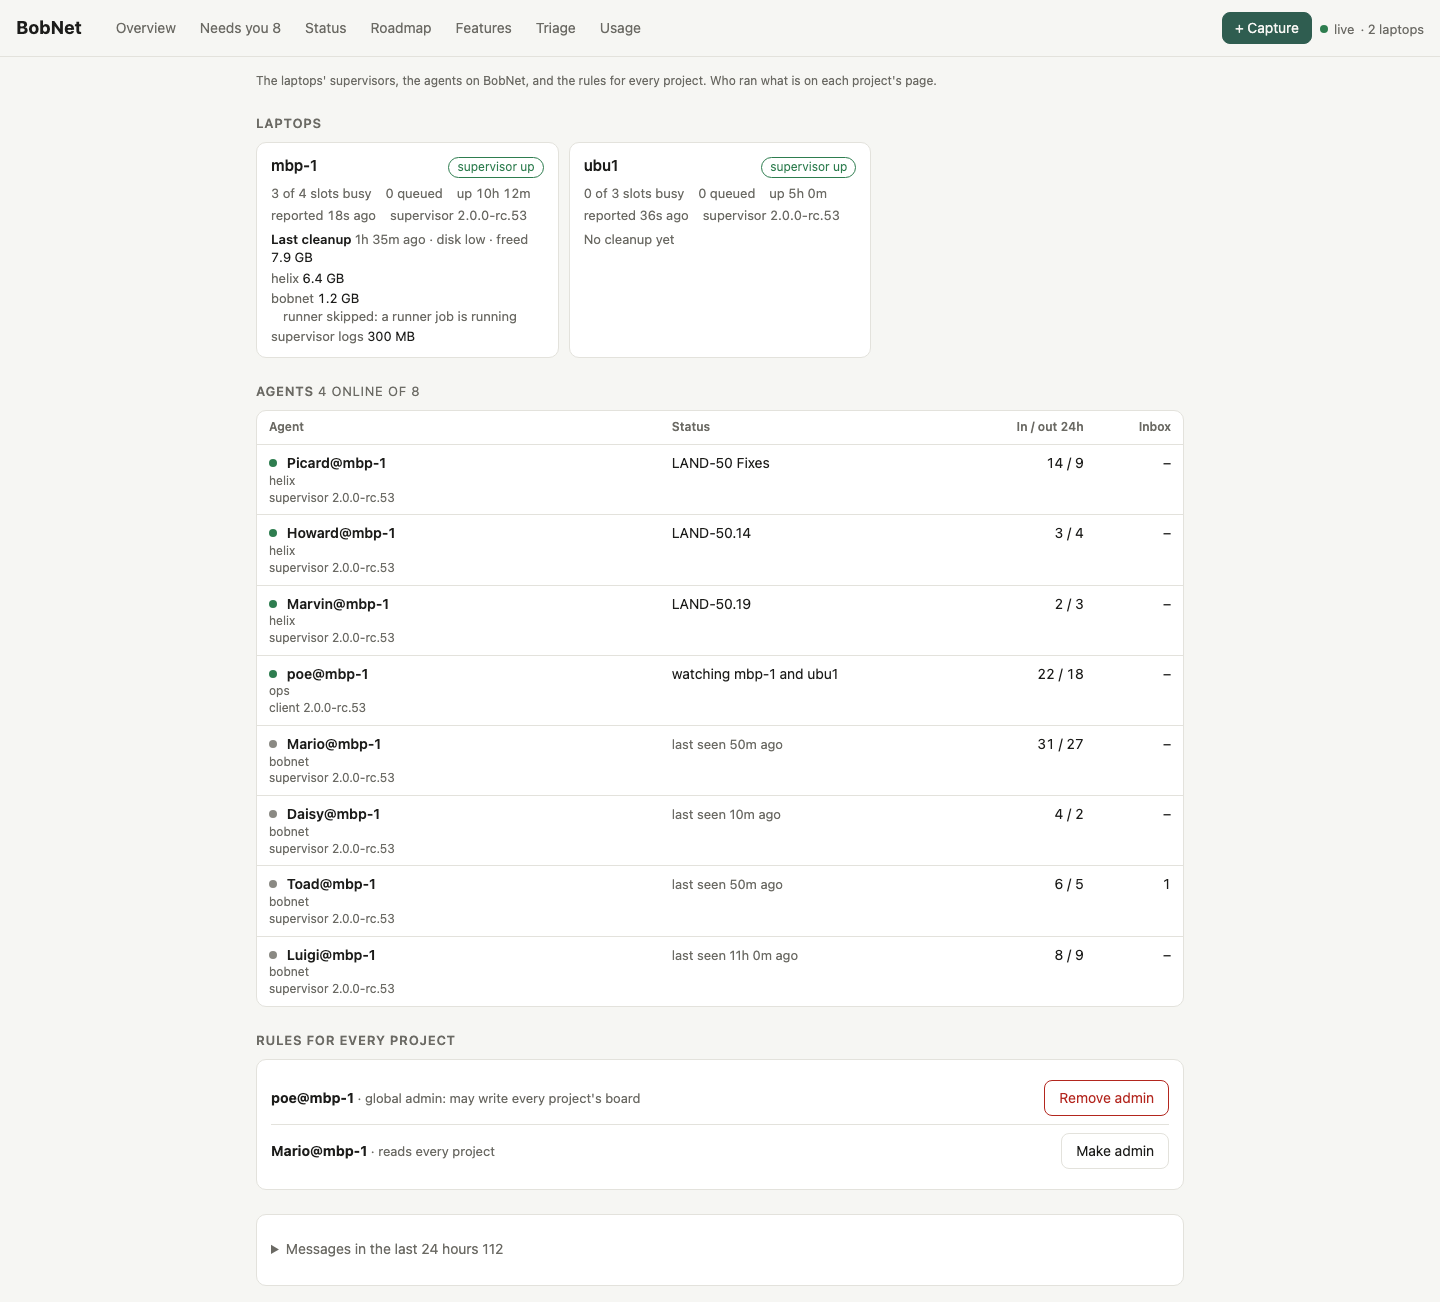 BobNet
Overview
Needs you 8
Status
Roadmap
Features
Triage
Usage
+ Capture
live · 2 laptops
The laptops' supervisors, the agents on BobNet, and the rules for every project. Who ran what is on each project's page.
LAPTOPS
mbp-1
supervisor up
3 of 4 slots busy 0 queued up 10h 12m
reported 18s ago supervisor 2.0.0-rc.53
Last cleanup 1h 35m ago · disk low · freed
7.9 GB
helix 6.4 GB
bobnet 1.2 GB
runner skipped: a runner job is running
supervisor logs 300 MB
ubu1
supervisor up
0 of 3 slots busy 0 queued up 5h 0m
reported 36s ago supervisor 2.0.0-rc.53
No cleanup yet
AGENTS 4 ONLINE OF 8
Agent Status In / out 24h Inbox
Picard@mbp-1 LAND-50 Fixes 14 / 9 –
helix
supervisor 2.0.0-rc.53
Howard@mbp-1 LAND-50.14 3 / 4 –
helix
supervisor 2.0.0-rc.53
Marvin@mbp-1 LAND-50.19 2 / 3 –
helix
supervisor 2.0.0-rc.53
poe@mbp-1 watching mbp-1 and ubu1 22 / 18 –
ops
client 2.0.0-rc.53
Mario@mbp-1 last seen 50m ago 31 / 27 –
bobnet
supervisor 2.0.0-rc.53
Daisy@mbp-1 last seen 10m ago 4 / 2 –
bobnet
supervisor 2.0.0-rc.53
Toad@mbp-1 last seen 50m ago 6 / 5 1
bobnet
supervisor 2.0.0-rc.53
Luigi@mbp-1 last seen 11h 0m ago 8 / 9 –
bobnet
supervisor 2.0.0-rc.53
RULES FOR EVERY PROJECT
poe@mbp-1 · global admin: may write every project's board
Remove admin
Mario@mbp-1 · reads every project
Make admin
Messages in the last 24 hours 112